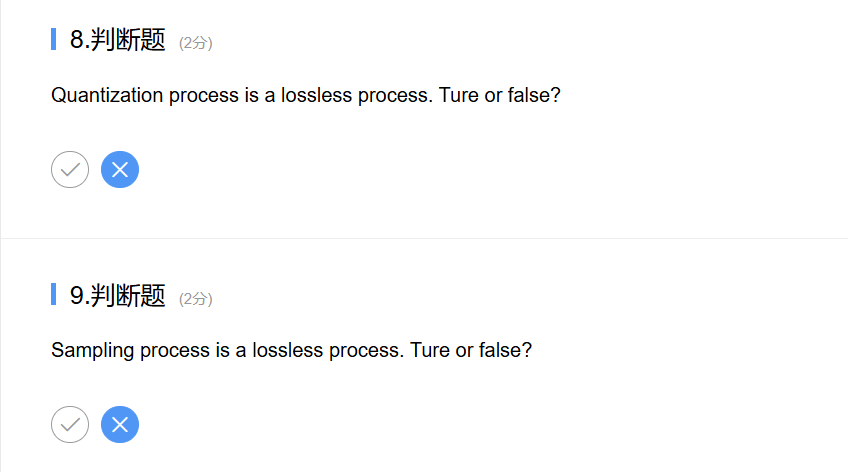 8.判断题 (2分)
Quantization process is a lossless process. Ture or false?
9.判断题 (2分)
Sampling process is a lossless process. Ture or false?